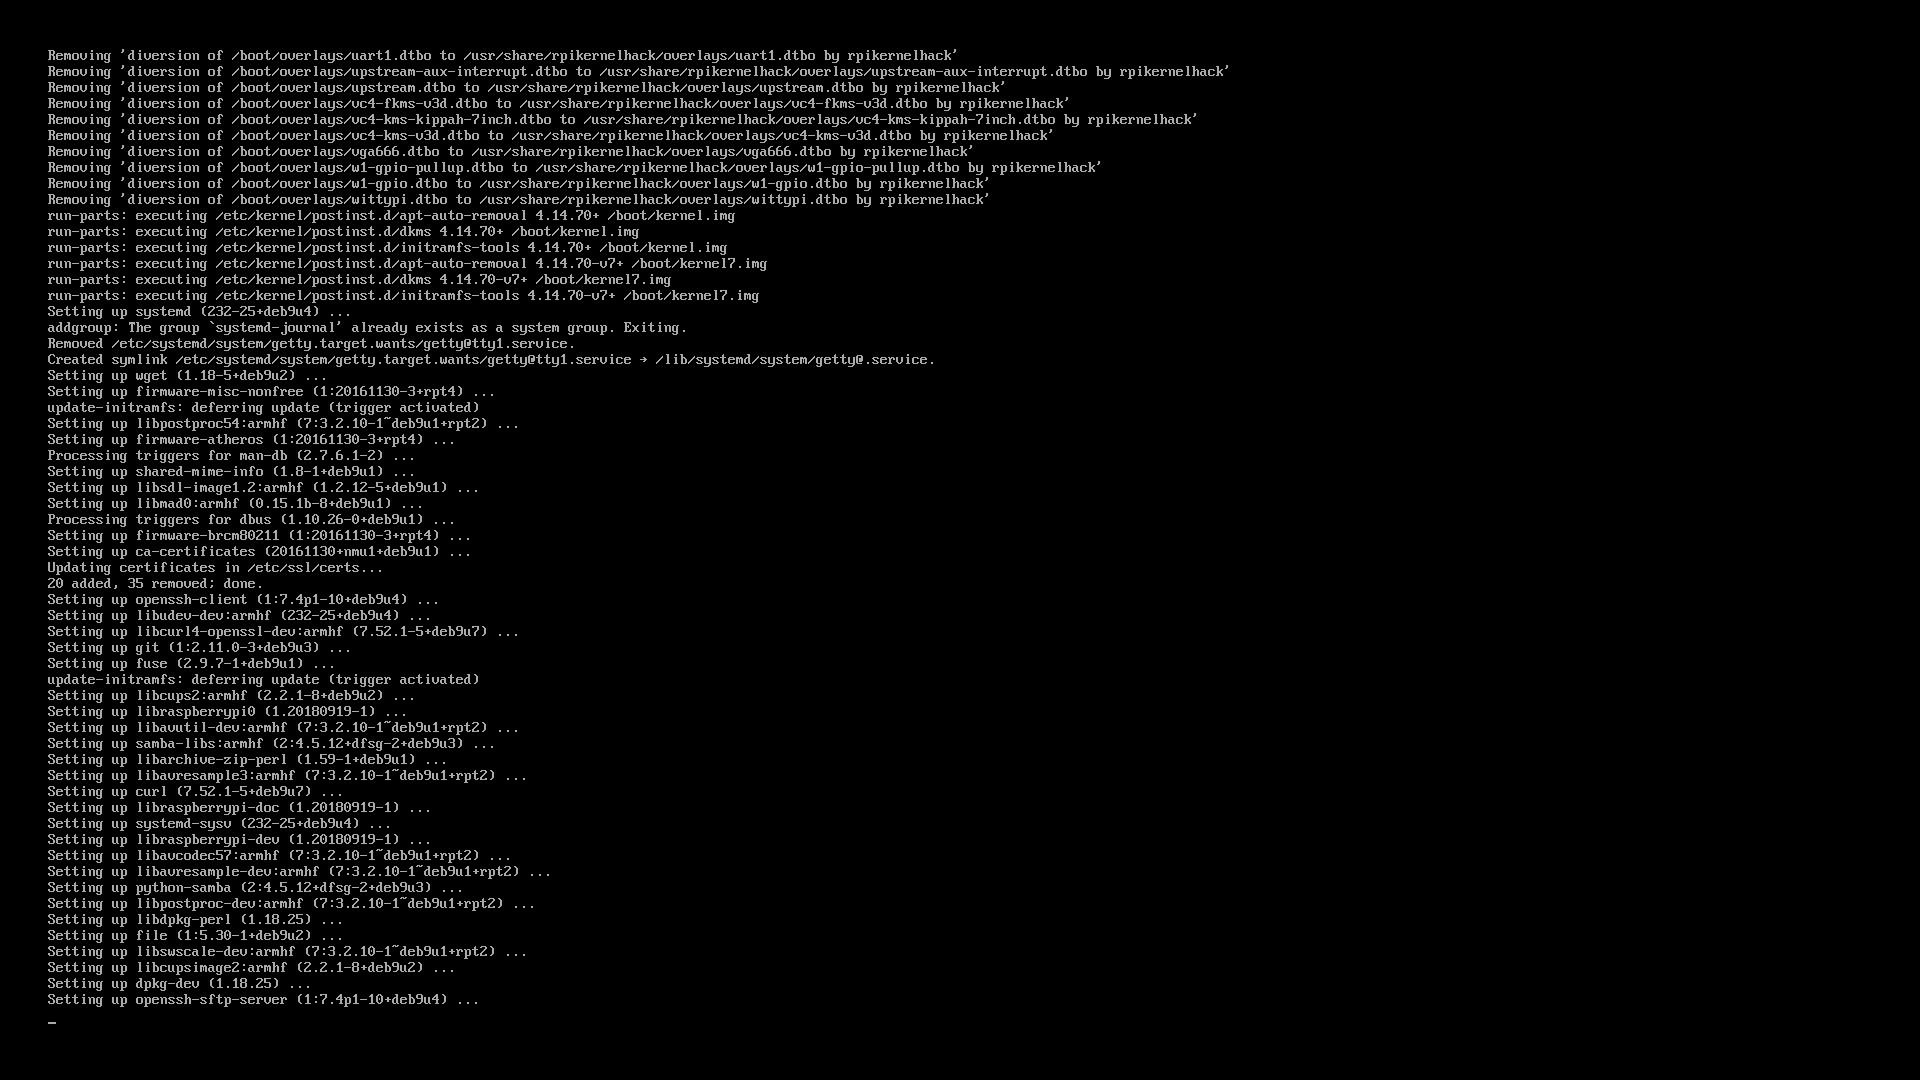 Removing 'diversion of /boot/overlays/uart1.dtbo to /usr/share/rpikernelhack/overlays/uart1.dtbo by rpikernelhack'
Removing 'diversion of /boot/overlays/upstream-aux-interrupt.dtbo to /usr/share/rpikernelhack/overlays/upstream-aux-interrupt.dtbo by rpikernelhack'
Removing 'diversion of /boot/overlays/upstream.dtbo to /usr/share/rpikernelhack/overlays/upstream.dtbo by rpikernelhack'
Removing 'diversion of /boot/overlays/vc4-fkms-v3d.dtbo to /usr/share/rpikernelhack/overlays/vc4-fkms-v3d.dtbo by rpikernelhack'
Removing 'diversion of /boot/overlays/vc4-kms-kippah-7inch.dtbo to /usr/share/rpikernelhack/overlays/vc4-kms-kippah-7inch.dtbo by rpikernelhack'
Removing 'diversion of /boot/overlays/vc4-kms-v3d.dtbo to /usr/share/rpikernelhack/overlays/vc4-kms-v3d.dtbo by rpikernelhack'
Removing 'diversion of /boot/overlays/vga666.dtbo to /usr/share/rpikernelhack/overlays/vga666.dtbo by rpikernelhack'
Removing 'diversion of /boot/overlays/w1-gpio-pullup.dtbo to /usr/share/rpikernelhack/overlays/w1-gpio-pullup.dtbo by rpikernelhack'
Removing 'diversion of /boot/overlays/w1-gpio.dtbo to /usr/share/rpikernelhack/overlays/w1-gpio.dtbo by rpikernelhack'
Removing 'diversion of /boot/overlays/wittypi.dtbo to /usr/share/rpikernelhack/overlays/wittypi.dtbo by rpikernelhack'
run-parts: executing /etc/kernel/postinst.d/apt-auto-removal 4.14.70+ /boot/kernel.img
run-parts: executing /etc/kernel/postinst.d/dkms 4.14.70+ /boot/kernel.img
run-parts: executing /etc/kernel/postinst.d/initramfs-tools 4.14.70+ /boot/kernel.img
run-parts: executing /etc/kernel/postinst.d/apt-auto-removal 4.14.70-v7+ /boot/kernel7.img
run-parts: executing /etc/kernel/postinst.d/dkms 4.14.70-v7+ /boot/kernel7.img
run-parts: executing /etc/kernel/postinst.d/initramfs-tools 4.14.70-v7+ /boot/kernel7.img
Setting up systemd (232-25+deb9u4) ...
addgroup: The group `systemd-journal' already exists as a system group. Exiting.
Removed /etc/systemd/system/getty.target.wants/getty@tty1.service.
Created symlink /etc/systemd/system/getty.target.wants/getty@tty1.service → /lib/systemd/system/getty@.service.
Setting up wget (1.18-5+deb9u2) ...
Setting up firmware-misc-nonfree (1:20161130-3+rpt4) ...
update-initramfs: deferring update (trigger activated)
Setting up libpostproc54:armhf (7:3.2.10-1~deb9u1+rpt2) ...
Setting up firmware-atheros (1:20161130-3+rpt4) ...
Processing triggers for man-db (2.7.6.1-2) ...
Setting up shared-mime-info (1.8-1+deb9u1) ...
Setting up libsdl-image1.2:armhf (1.2.12-5+deb9u1) ...
Setting up libmad0:armhf (0.15.1b-8+deb9u1) ...
Processing triggers for dbus (1.10.26-0+deb9u1) ...
Setting up firmware-brcm80211 (1:20161130-3+rpt4) ...
Setting up ca-certificates (20161130+nmu1+deb9u1) ...
Updating certificates in /etc/ssl/certs...
20 added, 35 removed; done.
Setting up openssh-client (1:7.4p1-10+deb9u4) ...
Setting up libudev-dev:armhf (232-25+deb9u4) ...
Setting up libcurl4-openssl-dev:armhf (7.52.1-5+deb9u7) ...
Setting up git (1:2.11.0-3+deb9u3) ...
Setting up fuse (2.9.7-1+deb9u1) ...
update-initramfs: deferring update (trigger activated)
Setting up libcups2:armhf (2.2.1-8+deb9u2) ...
Setting up libraspberrypi0 (1.20180919-1) ...
Setting up libavutil-dev:armhf (7:3.2.10-1~deb9u1+rpt2) ...
Setting up samba-libs:armhf (2:4.5.12+dfsg-2+deb9u3) ...
Setting up libarchive-zip-perl (1.59-1+deb9u1) ...
Setting up libavresample3:armhf (7:3.2.10-1~deb9u1+rpt2) ...
Setting up curl (7.52.1-5+deb9u7) ...
Setting up libraspberrypi-doc (1.20180919-1) ...
Setting up systemd-sysv (232-25+deb9u4) ...
Setting up libraspberrypi-dev (1.20180919-1) ...
Setting up libavcodec57:armhf (7:3.2.10-1~deb9u1+rpt2) ...
Setting up libavresample-dev:armhf (7:3.2.10-1~deb9u1+rpt2) ...
Setting up python-samba (2:4.5.12+dfsg-2+deb9u3) ...
Setting up libpostproc-dev:armhf (7:3.2.10-1~deb9u1+rpt2) ...
Setting up libdpkg-perl (1.18.25) ...
Setting up file (1:5.30-1+deb9u2) ...
Setting up libswscale-dev:armhf (7:3.2.10-1~deb9u1+rpt2) ...
Setting up libcupsimage2:armhf (2.2.1-8+deb9u2) ...
Setting up dpkg-dev (1.18.25) ...
Setting up openssh-sftp-server (1:7.4p1-10+deb9u4) ...
_